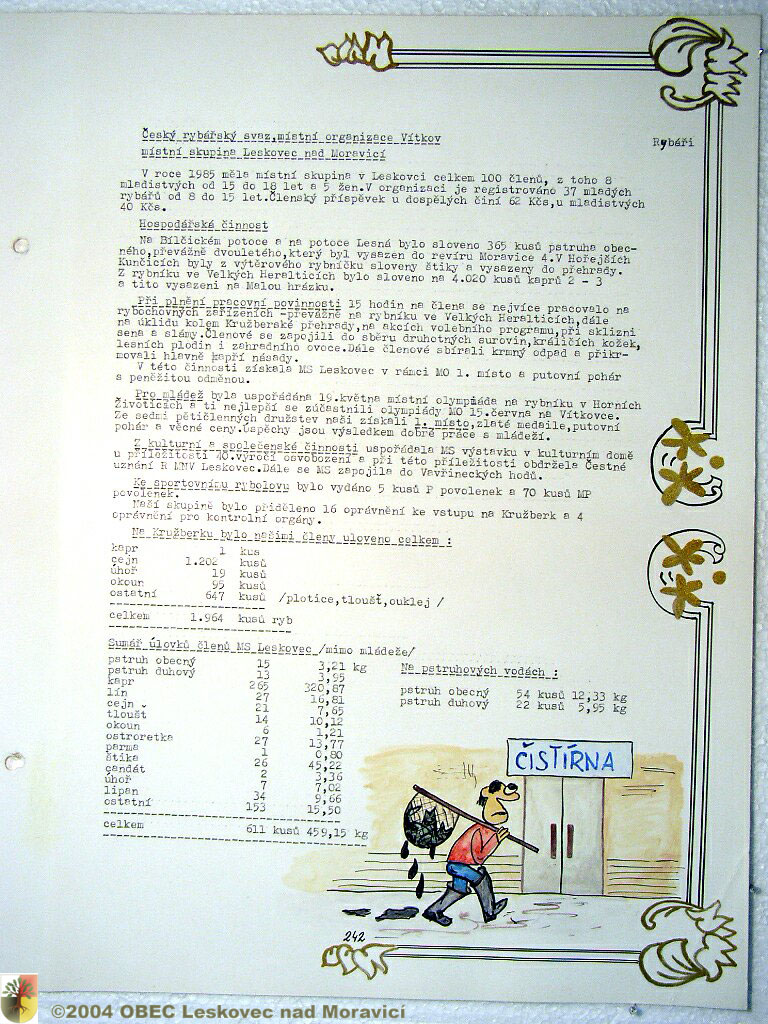 Český rybářský svaz,místní organizace Vítkov
místní skupina Leskovec nad Moravicí
Rybáři
V roce 1985 měla místní skupina v Leskovci celkem 100 členů, z toho 8
mladistvých od 15 do 18 let a 5 žen.V organizaci je registrováno 37 mladých
rybářů od 8 do 15 let.Členský příspěvek u dospělých činí 62 Kčs,u mladistvých
40 Kčs.
Hospodářská činnost
Na Bílčickém potoce a na potoce Lesná bylo sloveno 365 kusů pstruha obec-
ného,převážně dvouletého,který byl vysazen do revíru Moravice 4.V Hořejších
Kunčicích byly z výtěrového rybníčku sloveny štiky a vysazeny do přehrady.
Z rybníku ve Velkých Heralticích bylo sloveno na 4.020 kusů kaprů 2 - 3
a tito vysazeni na Malou hrázku.
Při plnění pracovní povinnosti 15 hodin na člena se nejvíce pracovalo na
rybochovných zařízeních -převážně na rybníku ve Velkých Heralticích,dále
na úklidu kolem Kružberské přehrady,na akcích volebního programu,při sklizni
sena a slámy.Členové se zapojili do sběru druhotných surovin,králičích kožek,
lesních plodin i zahradního ovoce.Dále členové sbírali krmný odpad a přikr-
movali hlavně kapří násady.
V této činnosti získala MS Leskovec v rámci MO 1. místo a putovní pohár
s peněžitou odměnou.
Pro mládež byla uspořádána 19.května místní olympiáda na rybníku v Horních
Životicích a ti nejlepší se zúčastnili olympiády MO 15.června na Vítkovce.
Ze sedmi pětičlenných družstev naši získali 1. místo,zlaté medaile,putovní
pohár a věcné ceny.Úspěchy jsou výsledkem dobré práce s mládeží.
Z kulturní a společenské činnosti uspořádala MS výstavku v kulturním domě
u příležitosti 40.výročí osvobození a při této příležitosti obdržela Čestné
uznání R MNV Leskovec.Dále se MS zapojila do Vavřineckých hodů.
Ke sportovnímu rybolovu bylo vydáno 5 kusů P povolenek a 70 kusů MP
povolenek.
Naší skupině bylo přiděleno 16 oprávnění ke vstupu na Kružberk a 4
oprávnění pro kontrolní orgány.
Na Kružberku bylo našimi členy uloveno celkem :
kapr 1 kus
cejn 1.202 kusů
úhoř 19 kusů
okoun 95 kusů
ostatní 647 kusů /plotice,tloušť,ouklej /
celkem 1.964 kusů ryb
Sumář úlovků členů MS Leskovec /mimo mládeže/
pstruh obecný 15 3,21 kg
pstruh duhový 13 3,95
kapr 265 320,87
lín 27 16,81
cejn 21 7,65
tloušt 14 10,12
okoun 6 1,21
ostroretka 27 13,77
parma 1 0,80
štika 26 45,22
candát 2 3,36
úhoř 7 7,02
lipan 34 9,66
ostatní 153 15,50
celkem 611 kusů 459,15 kg
Na pstruhových vodách :
pstruh obecný 54 kusů 12,33 kg
pstruh duhový 22 kusů 5,95 kg
ČISTÍRNA
242
©2004 OBEC Leskovec nad Moravicí